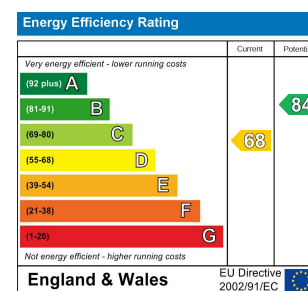 Energy Efficiency Rating
Current Potenti
Very energy efficient - lower running costs
(92 plus) A
(81-91) B
84
(69-80) C
68
(55-68) D
(39-54) E
(21-38) F
(1-20) G
Not energy efficient - higher running costs
England & Wales
EU Directive
2002/91/EC